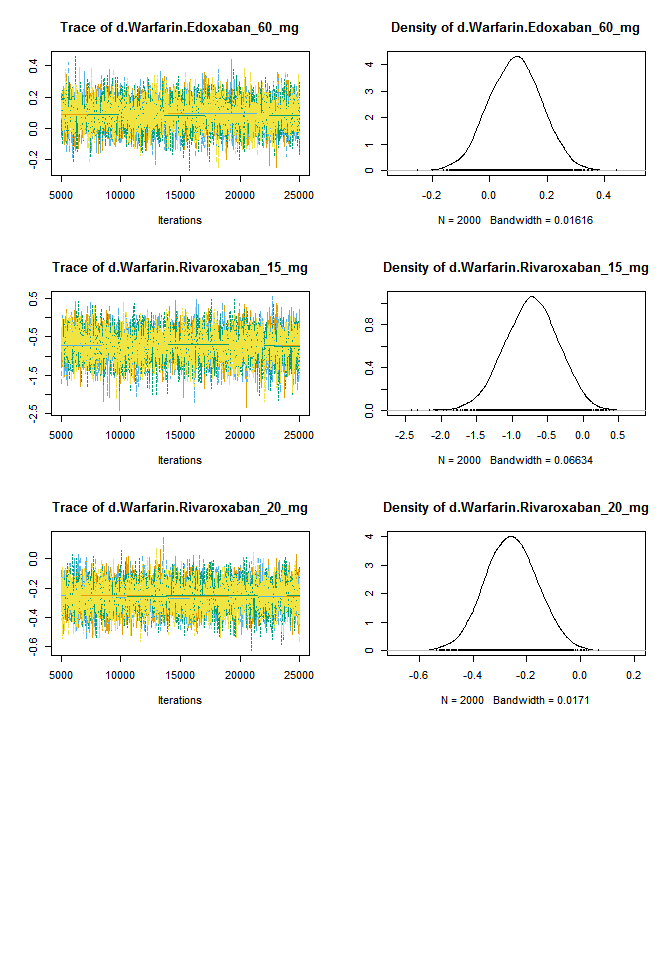 Trace of d.Warfarin.Edoxaban_60_mg
0.4
0.2
0.0
-0.2
5000 10000 15000 20000 25000
Iterations
Density of d.Warfarin.Edoxaban_60_mg
4
3
2
1
0
-0.2 0.0 0.2 0.4
N = 2000 Bandwidth = 0.01616
Trace of d.Warfarin.Rivaroxaban_15_mg
0.5
-0.5
-1.5
-2.5
5000 10000 15000 20000 25000
Iterations
Density of d.Warfarin.Rivaroxaban_15_mg
0.8
0.4
0.0
-2.5 -2.0 -1.5 -1.0 -0.5 0.0 0.5
N = 2000 Bandwidth = 0.06634
Trace of d.Warfarin.Rivaroxaban_20_mg
0.0
-0.2
-0.4
-0.6
5000 10000 15000 20000 25000
Iterations
Density of d.Warfarin.Rivaroxaban_20_mg
4
3
2
1
0
-0.6 -0.4 -0.2 0.0 0.2
N = 2000 Bandwidth = 0.0171